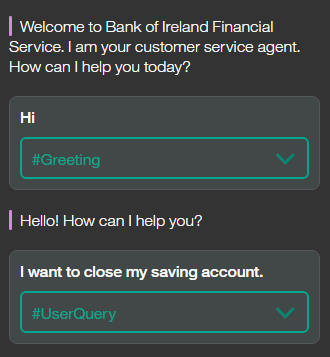 Welcome to Bank of Ireland Financial
Service. I am your customer service agent.
How can I help you today?
Hi
#Greeting
Hello! How can I help you?
I want to close my saving account.
#UserQuery